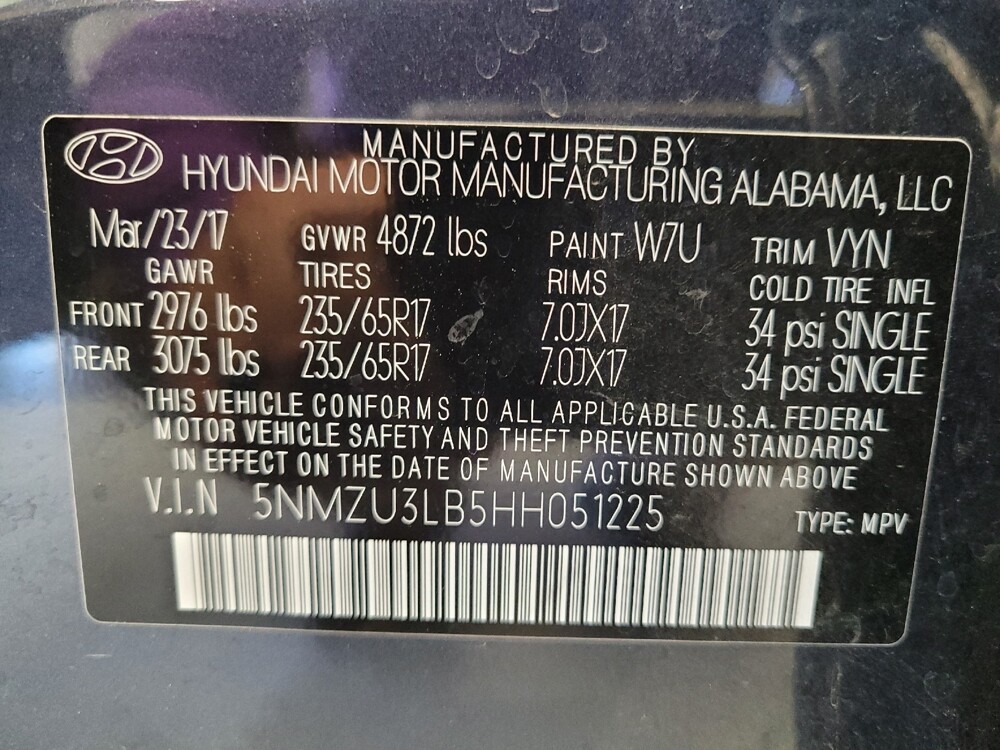 MANUFACTURED BY
HYUNDAI MOTOR MANUFACTURING ALABAMA, LLC
Mar/23/17 GVWR 4872 lbs PAINT W7U TRIM VYN
GAWR TIRES RIMS COLD TIRE INFL
FRONT 2976 lbs 235/65R17 7.0JX17 34 psi SINGLE
REAR 3075 lbs 235/65R17 7.0JX17 34 psi SINGLE
THIS VEHICLE CONFORMS TO ALL APPLICABLE U.S.A. FEDERAL
MOTOR VEHICLE SAFETY AND THEFT PREVENTION STANDARDS
IN EFFECT ON THE DATE OF MANUFACTURE SHOWN ABOVE
V.I.N 5NMZU3LB5HH051225 TYPE: MPV